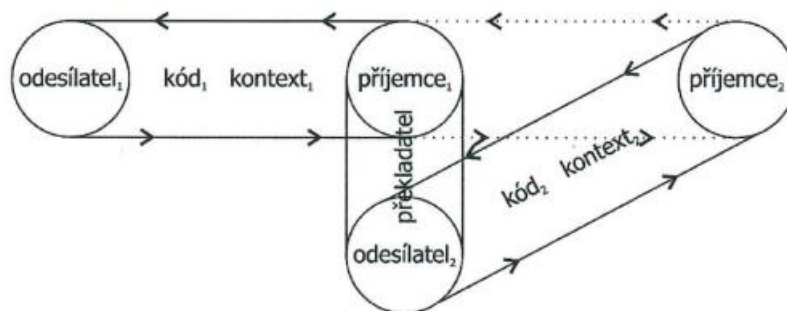 odesílatel₁ kód₁ kontext₁ příjemce₁ příjemce₂
překladatel
kód₂ kontext₂
odesílatel₂